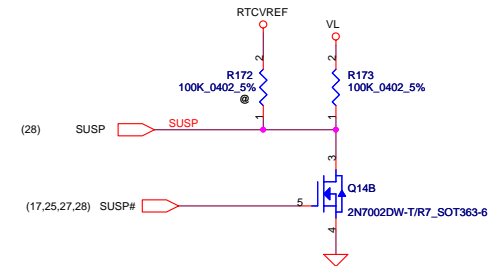 RTCVREF
VL
2
2
R172
100K_0402_5%
@
R173
100K_0402_5%
1
1
(28) SUSP
SUSP
3
Q14B
(17,25,27,28) SUSP#
5
2N7002DW-T/R7_SOT363-6
4